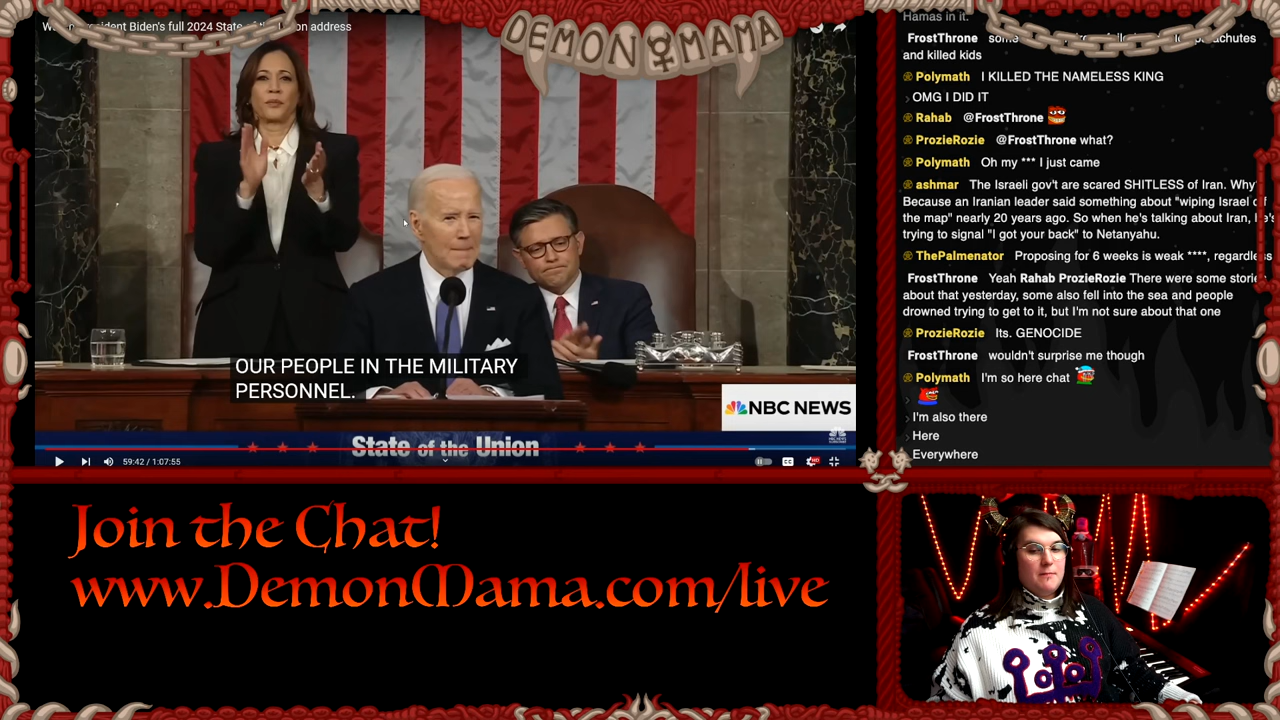 DEMON MAMA
President Biden's full 2024 State of the Union address
OUR PEOPLE IN THE MILITARY
PERSONNEL.
NBC NEWS
State of the Union
59:42 / 1:07:55
CC
HD
Hamas in it.
FrostThrone some
and killed kids
Polymath I KILLED THE NAMELESS KING
OMG I DID IT
Rahab @FrostThrone
ProzieRozie @FrostThrone what?
Polymath Oh my *** I just came
ashmar The Israeli gov't are scared SHITLESS of Iran. Why?
Because an Iranian leader said something about "wiping Israel of
the map" nearly 20 years ago. So when he's talking about Iran, he's
trying to signal "I got your back" to Netanyahu.
ThePalmenator Proposing for 6 weeks is weak ****, regardless
FrostThrone Yeah Rahab ProzieRozie There were some stories
about that yesterday, some also fell into the sea and people
drowned trying to get to it, but I'm not sure about that one
ProzieRozie Its. GENOCIDE
FrostThrone wouldn't surprise me though
Polymath I'm so here chat
I'm also there
Here
Everywhere
Join the Chat!
www.DemonMama.com/live